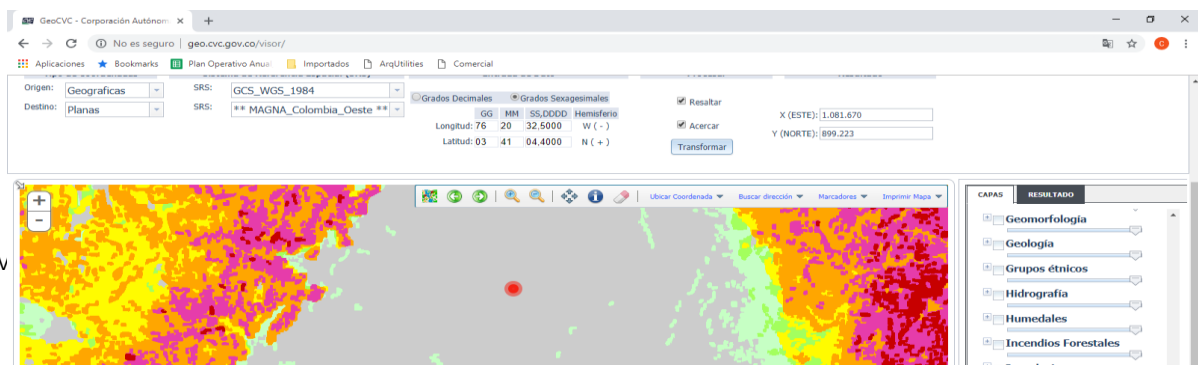 GeoCVC - Corporación Autónom
No es seguro | geo.cvc.gov.co/visor/
C
Aplicaciones Bookmarks Plan Operativo Anual Importados ArqUtilities Comercial
Origen: Geograficas SRS: GCS_WGS_1984
Destino: Planas SRS: ** MAGNA_Colombia_Oeste **
Grados Decimales Grados Sexagesimales
GG MM SS,DDDD Hemisferio
Longitud: 76 20 32,5000 W ( - )
Latitud: 03 41 04,4000 N ( + )
Resaltar
Acercar
Transformar
X (ESTE): 1.081.670
Y (NORTE): 899.223
+
-
Ubicar Coordenada Buscar dirección Marcadores Imprimir Mapa
CAPAS RESULTADO
Geomorfología
Geología
Grupos étnicos
Hidrografía
Humedales
Incendios Forestales